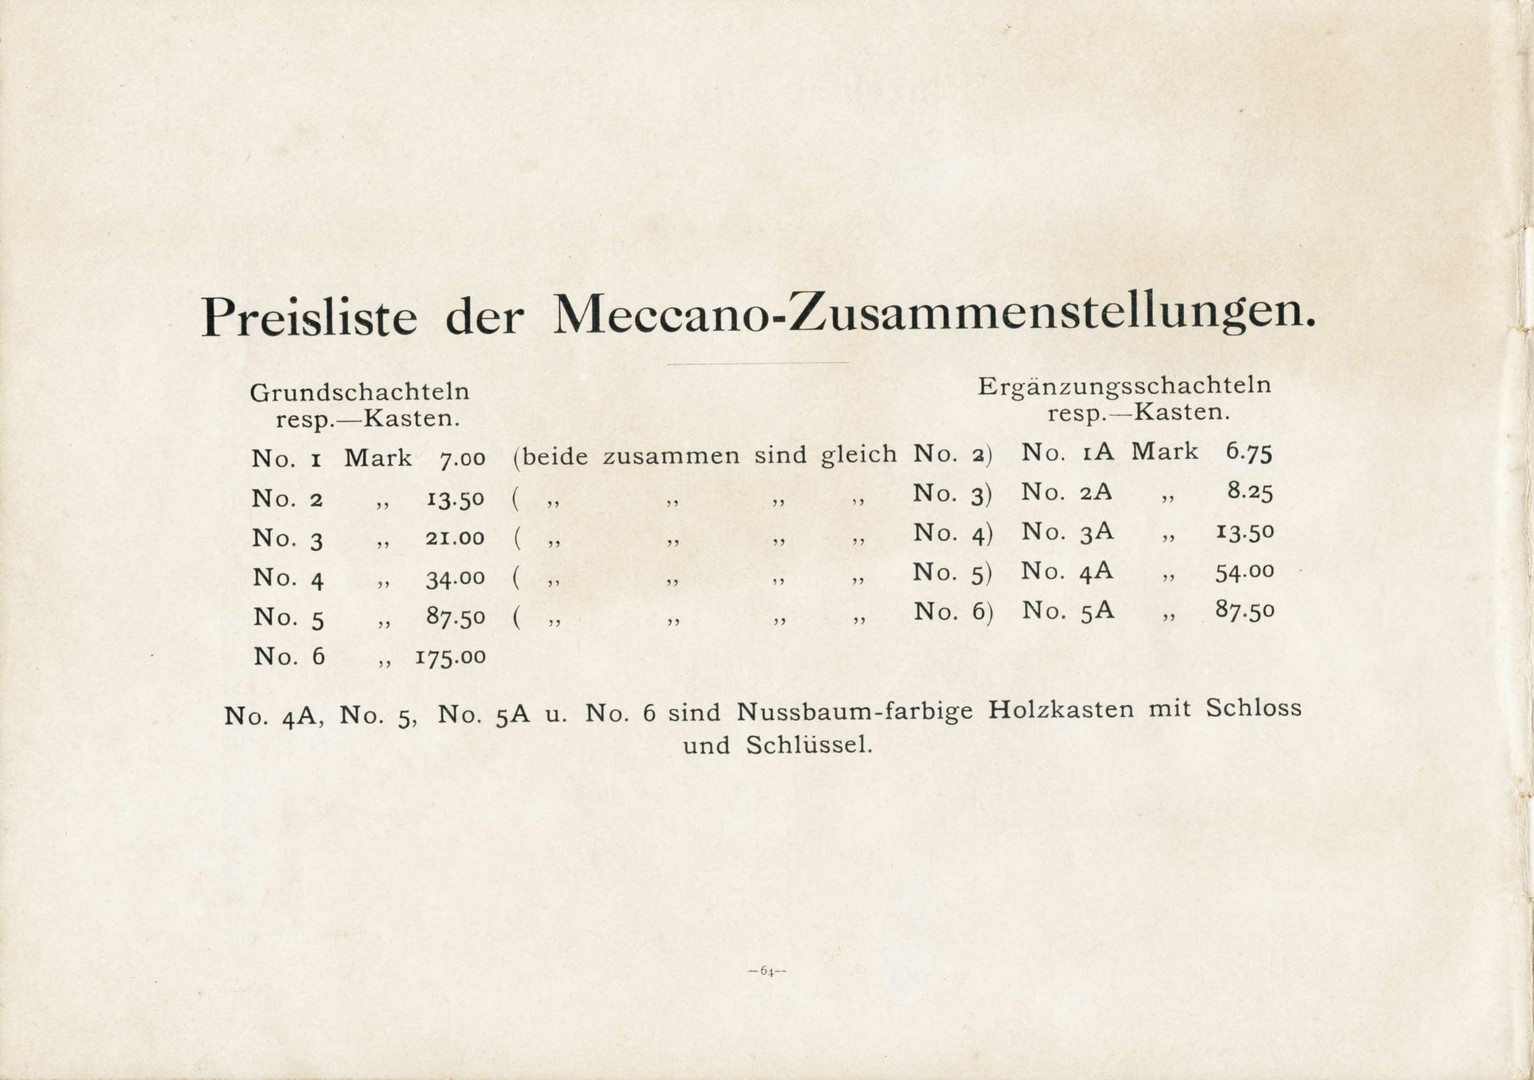 Preisliste der Meccano-Zusammenstellungen.
Grundschachteln Ergänzungsschachteln
resp.—Kasten. resp.—Kasten.
No. 1 Mark 7.00 (beide zusammen sind gleich No. 2) No. 1A Mark 6.75
No. 2 ,, 13.50 ( ,, ,, ,, ,, No. 3) No. 2A ,, 8.25
No. 3 ,, 21.00 ( ,, ,, ,, ,, No. 4) No. 3A ,, 13.50
No. 4 ,, 34.00 ( ,, ,, ,, ,, No. 5) No. 4A ,, 54.00
No. 5 ,, 87.50 ( ,, ,, ,, ,, No. 6) No. 5A ,, 87.50
No. 6 ,, 175.00
No. 4A, No. 5, No. 5A u. No. 6 sind Nussbaum-farbige Holzkasten mit Schloss
und Schlüssel.
—64—